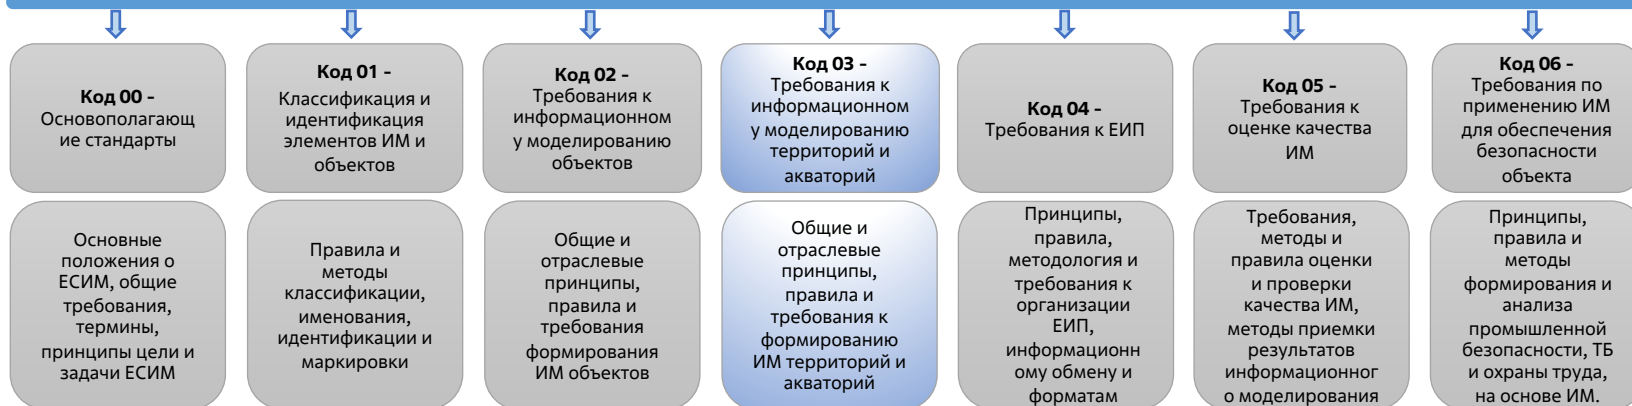 Код 00 –
Основополагающ
ие стандарты
Код 01 –
Классификация и
идентификация
элементов ИМ и
объектов
Код 02 –
Требования к
информационном
у моделированию
объектов
Код 03 –
Требования к
информационном
у моделированию
территорий и
акваторий
Код 04 –
Требования к ЕИП
Код 05 –
Требования к
оценке качества
ИМ
Код 06 –
Требования по
применению ИМ
для обеспечения
безопасности
объекта
Основные
положения о
ЕСИМ, общие
требования,
термины,
принципы цели и
задачи ЕСИМ
Правила и
методы
классификации,
именования,
идентификации и
маркировки
Общие и
отраслевые
принципы,
правила и
требования
формирования
ИМ объектов
Общие и
отраслевые
принципы,
правила и
требования к
формированию
ИМ территорий и
акваторий
Принципы,
правила,
методология и
требования к
организации
ЕИП,
информационн
ому обмену и
форматам
Требования,
методы и
правила оценки
и проверки
качества ИМ,
методы приемки
результатов
информационног
о моделирования
Принципы,
правила и
методы
формирования и
анализа
промышленной
безопасности, ТБ
и охраны труда,
на основе ИМ.